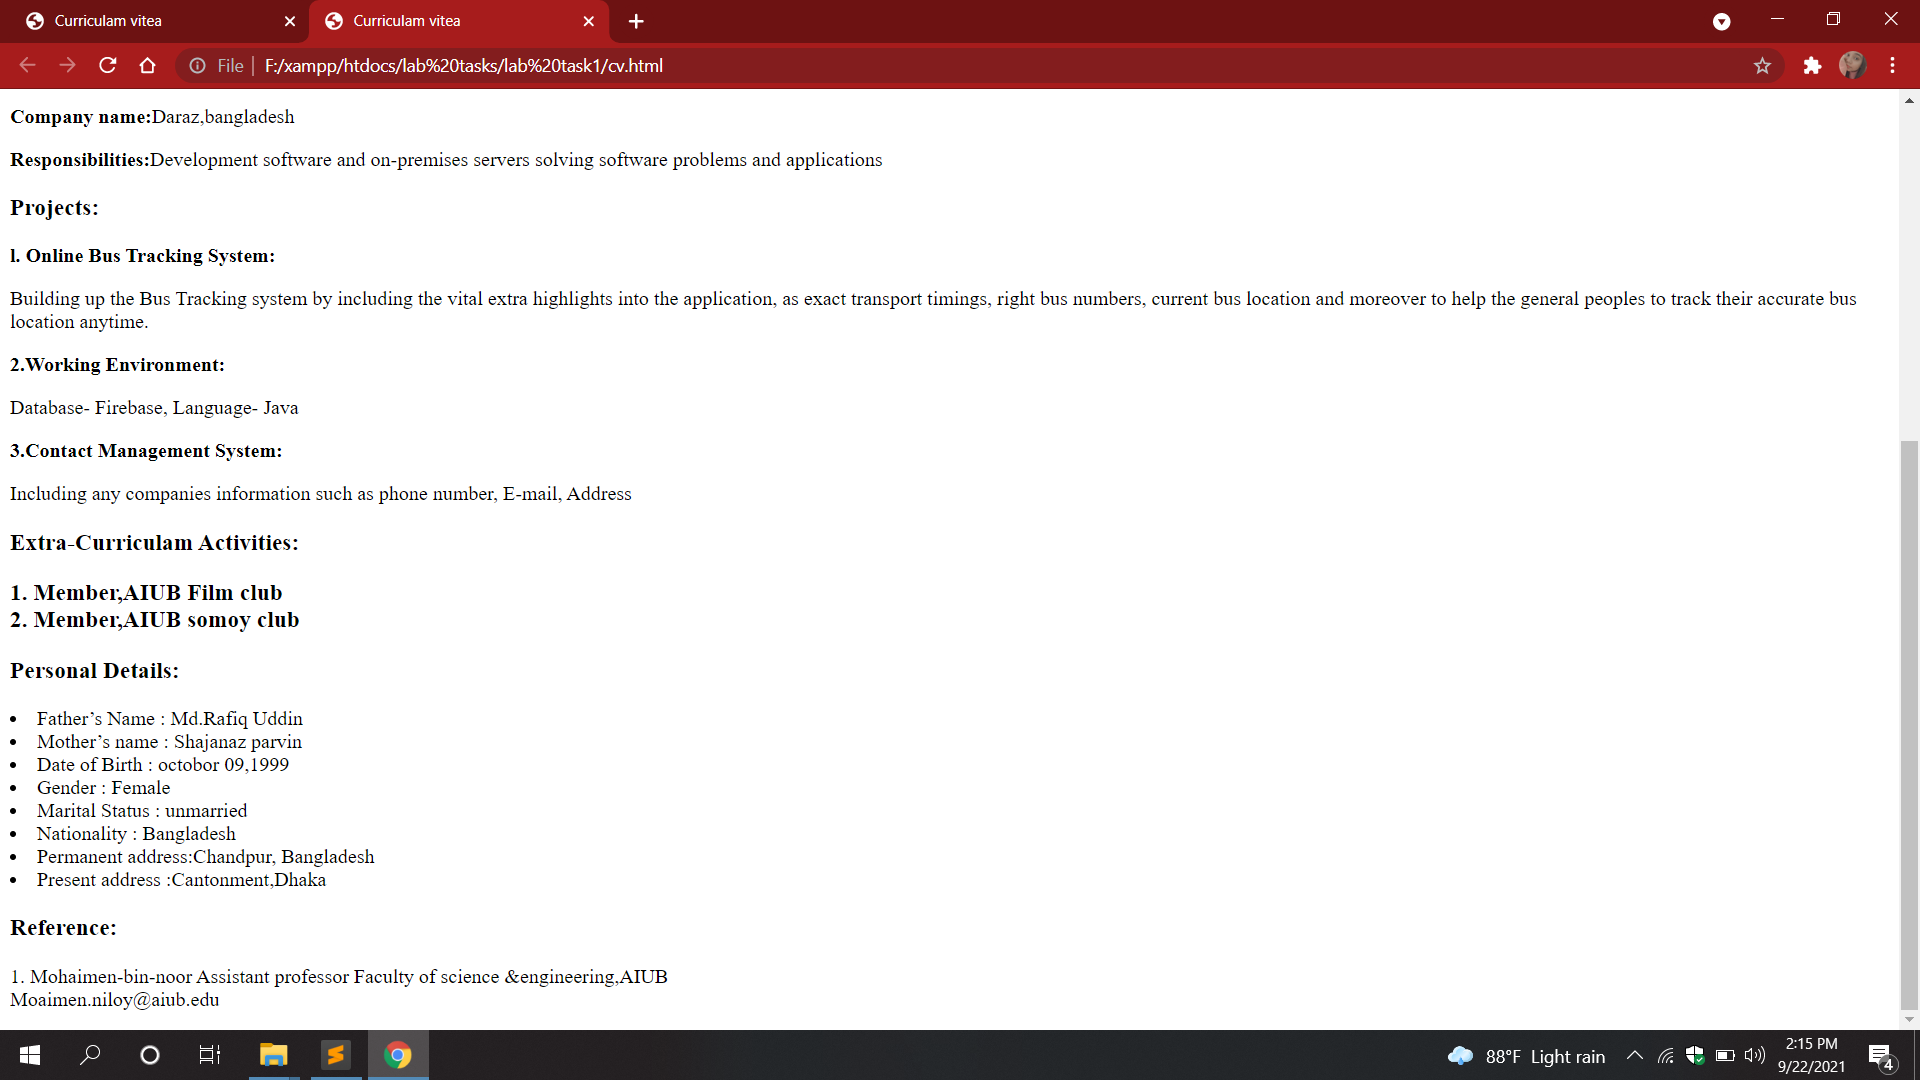 Curriculam vitea
Curriculam vitea
File
F:/xampp/htdocs/lab%20tasks/lab%20task1/cv.html
Company name:Daraz,bangladesh
Responsibilities:Development software and on-premises servers solving software problems and applications
Projects:
l. Online Bus Tracking System:
Building up the Bus Tracking system by including the vital extra highlights into the application, as exact transport timings, right bus numbers, current bus location and moreover to help the general peoples to track their accurate bus
location anytime.
2.Working Environment:
Database- Firebase, Language- Java
3.Contact Management System:
Including any companies information such as phone number, E-mail, Address
Extra-Curriculam Activities:
1. Member,AIUB Film club
2. Member,AIUB somoy club
Personal Details:
• Father’s Name : Md.Rafiq Uddin
• Mother’s name : Shajanaz parvin
• Date of Birth : octobor 09,1999
• Gender : Female
• Marital Status : unmarried
• Nationality : Bangladesh
• Permanent address:Chandpur, Bangladesh
• Present address :Cantonment,Dhaka
Reference:
1. Mohaimen-bin-noor Assistant professor Faculty of science &engineering,AIUB
Moaimen.niloy@aiub.edu
88°F Light rain
2:15 PM
9/22/2021
4